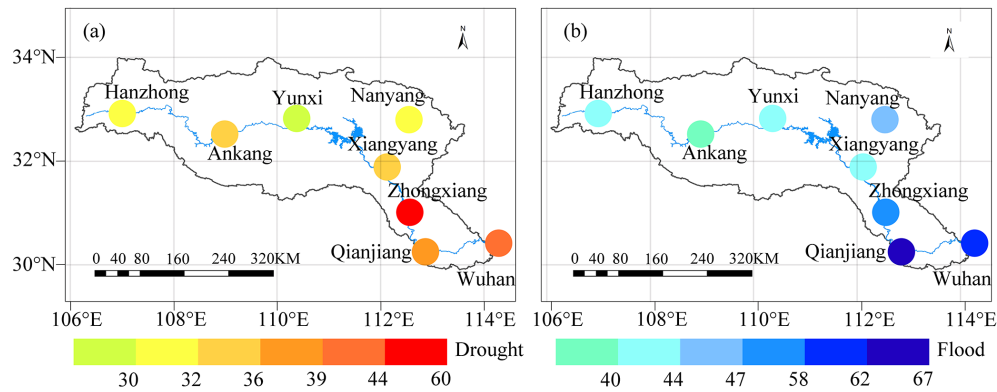 (a)
N
34°N
Hanzhong
Yunxi
Nanyang
Ankang
Xiangyang
32°N
Zhongxiang
Qianjiang
0 40 80 160 240 320KM
30°N
Wuhan
106°E 108°E 110°E 112°E 114°E
Drought
30 32 36 39 44 60
(b)
N
Hanzhong
Yunxi
Nanyang
Ankang
Xiangyang
Zhongxiang
Qianjiang
0 40 80 160 240 320KM
Wuhan
106°E 108°E 110°E 112°E 114°E
Flood
40 44 47 58 62 67